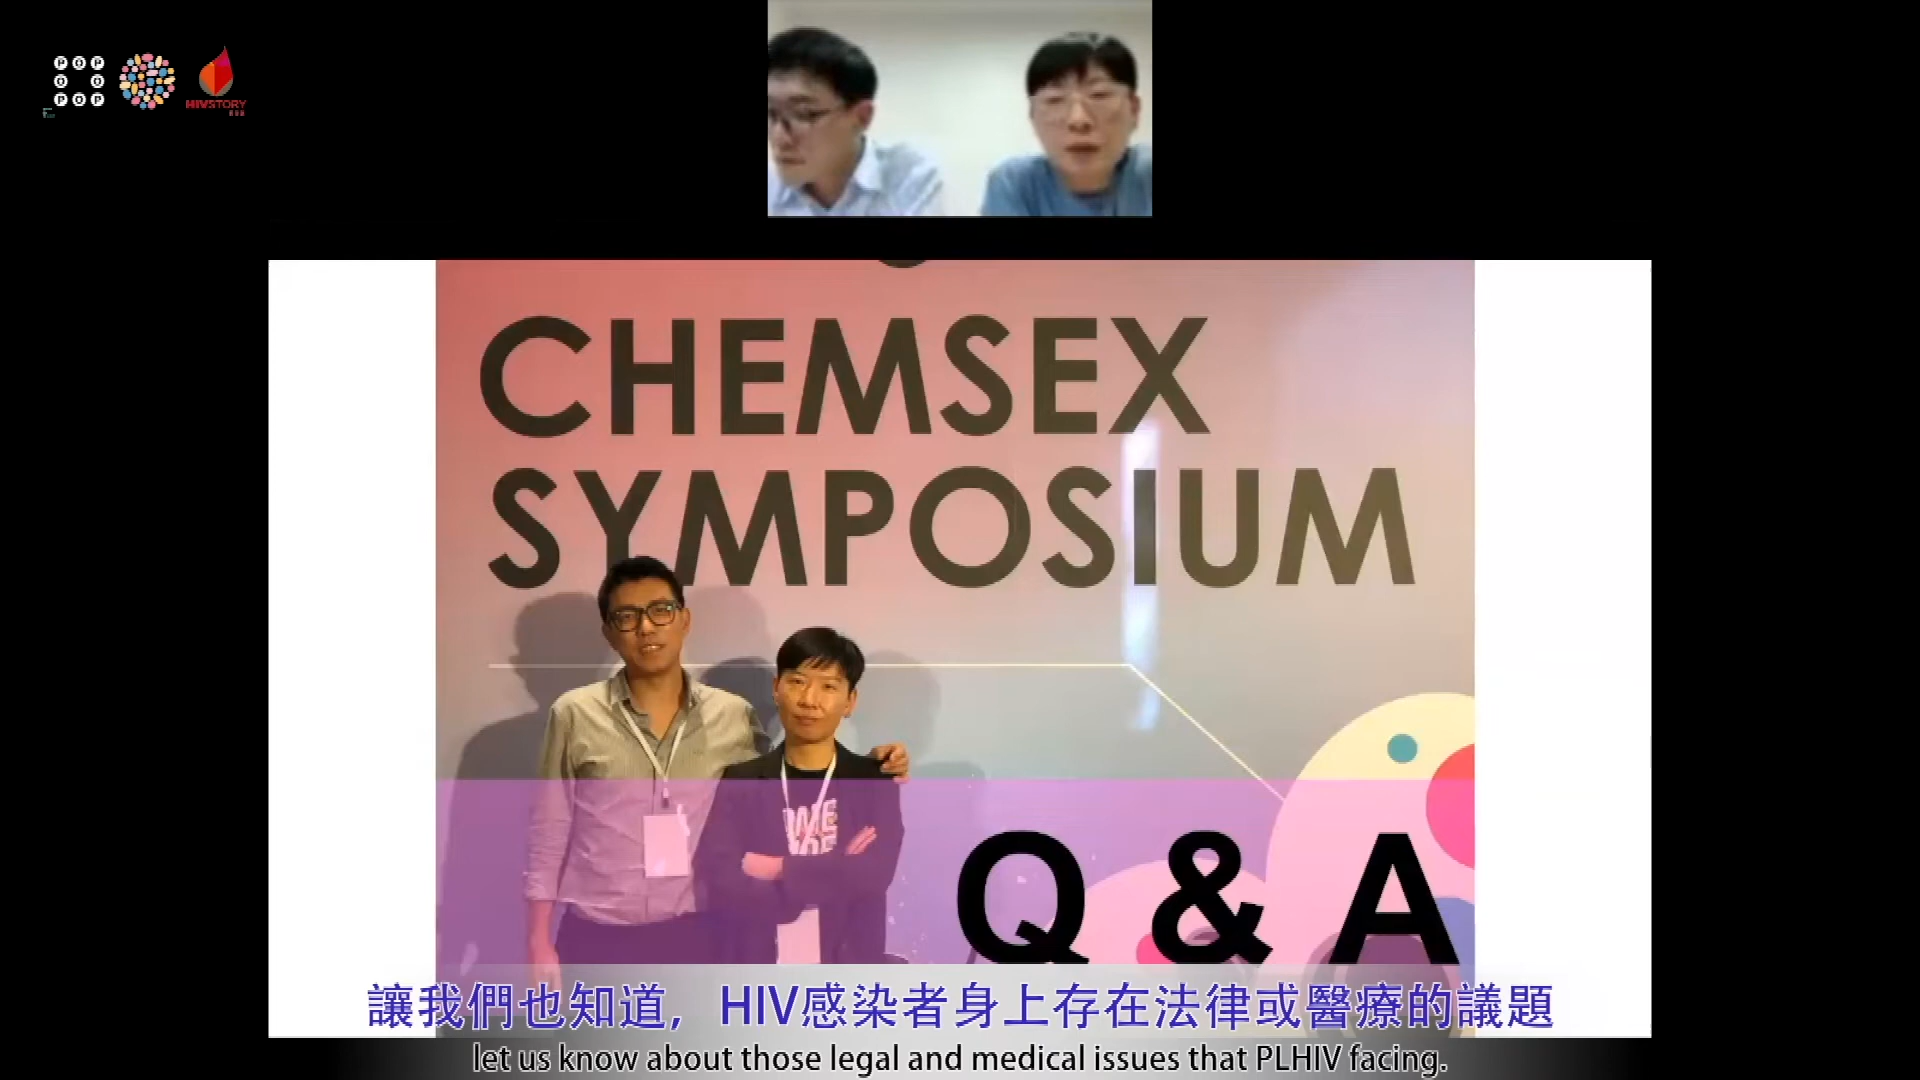 POP
O O
POP
HIVSTORY
CHEMSEX
SYMPOSIUM
Q & A
讓我們也知道，HIV感染者身上存在法律或醫療的議題
let us know about those legal and medical issues that PLHIV facing.